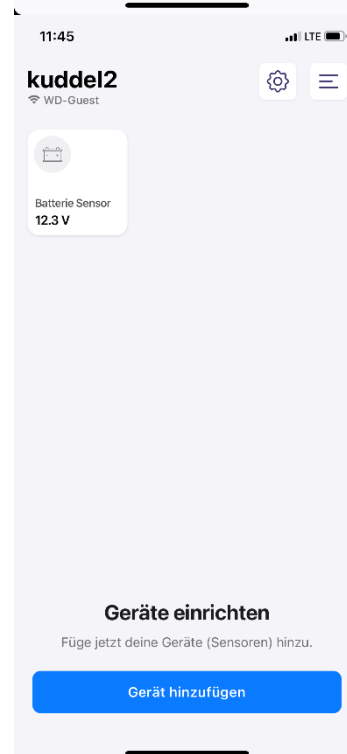 11:45
LTE
kuddel2
WD-Guest
Batterie Sensor
12.3 V
Geräte einrichten
Füge jetzt deine Geräte (Sensoren) hinzu.
Gerät hinzufügen